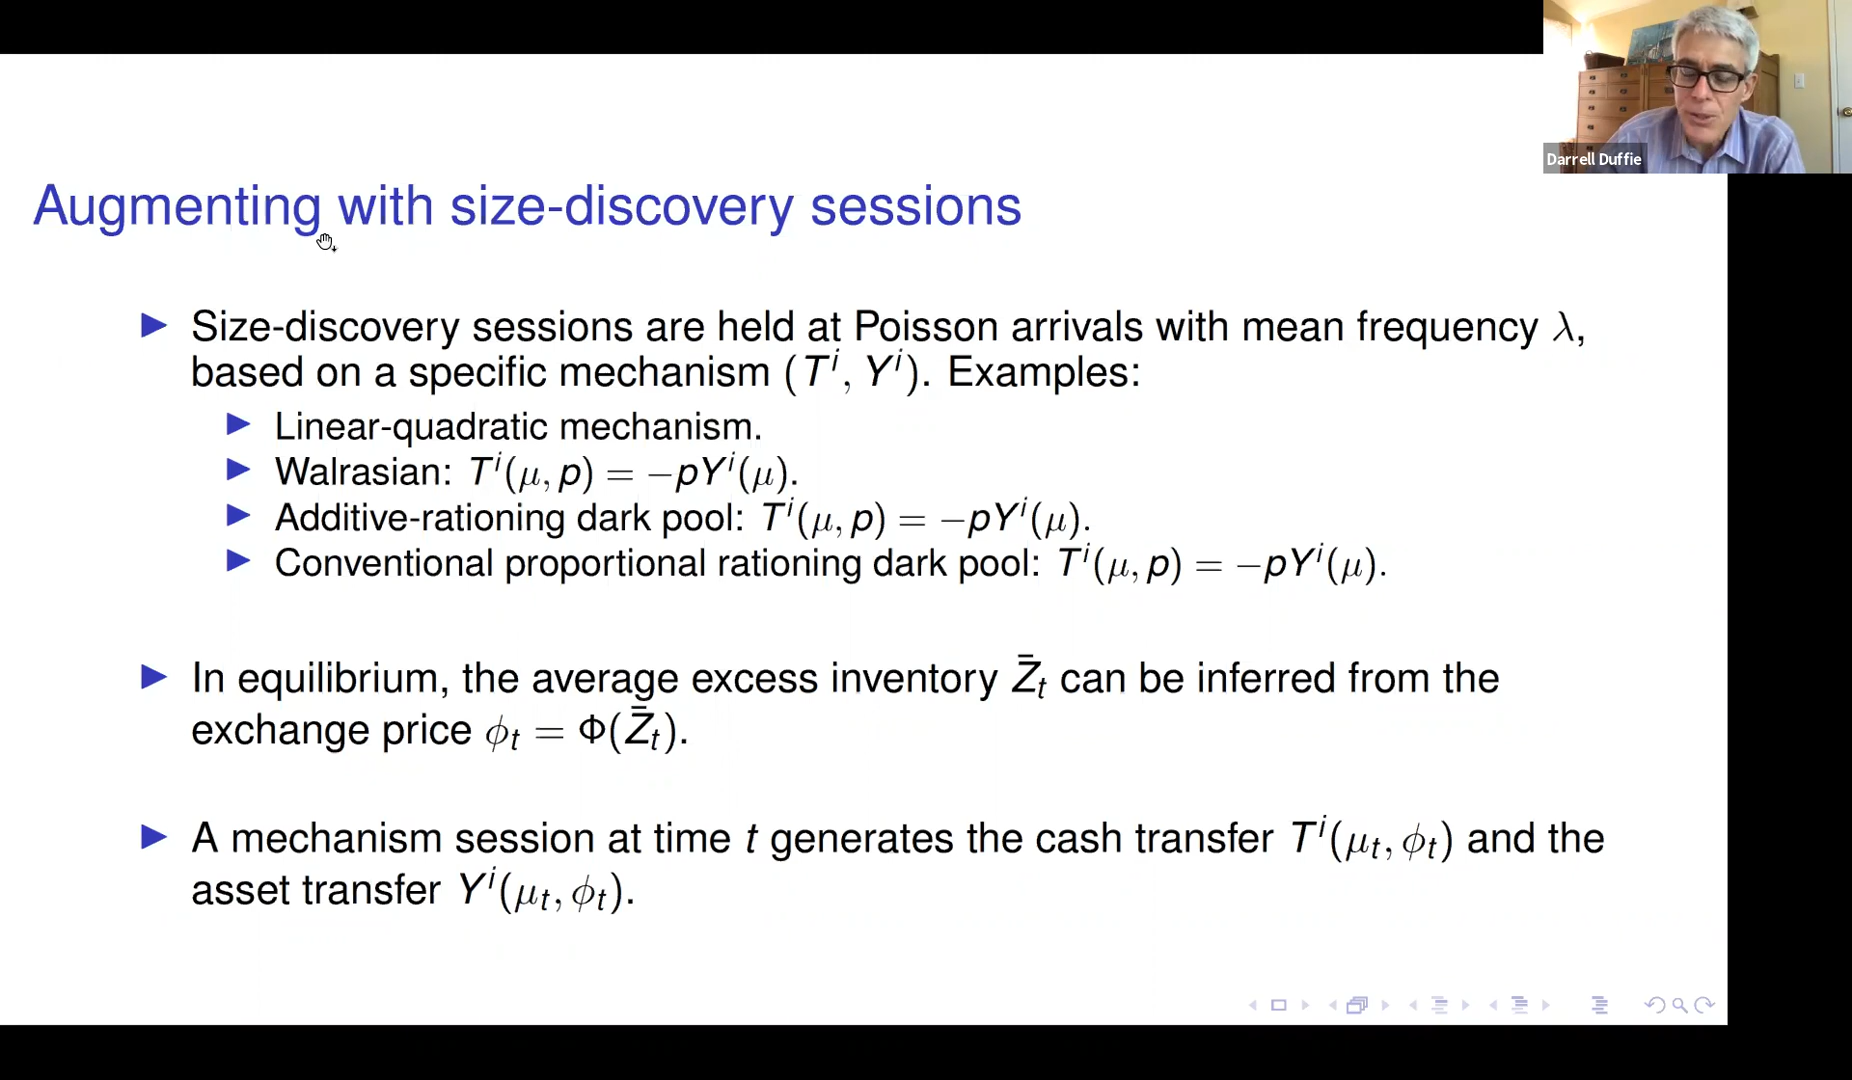 Darrell Duffie
Augmenting with size-discovery sessions
▶ Size-discovery sessions are held at Poisson arrivals with mean frequency λ,
based on a specific mechanism (Tⁱ, Yⁱ). Examples:
▶ Linear-quadratic mechanism.
▶ Walrasian: Tⁱ(μ, p) = −pYⁱ(μ).
▶ Additive-rationing dark pool: Tⁱ(μ, p) = −pYⁱ(μ).
▶ Conventional proportional rationing dark pool: Tⁱ(μ, p) = −pYⁱ(μ).
▶ In equilibrium, the average excess inventory Z̄ₜ can be inferred from the
exchange price ϕₜ = Φ(Z̄ₜ).
▶ A mechanism session at time t generates the cash transfer Tⁱ(μₜ, ϕₜ) and the
asset transfer Yⁱ(μₜ, ϕₜ).